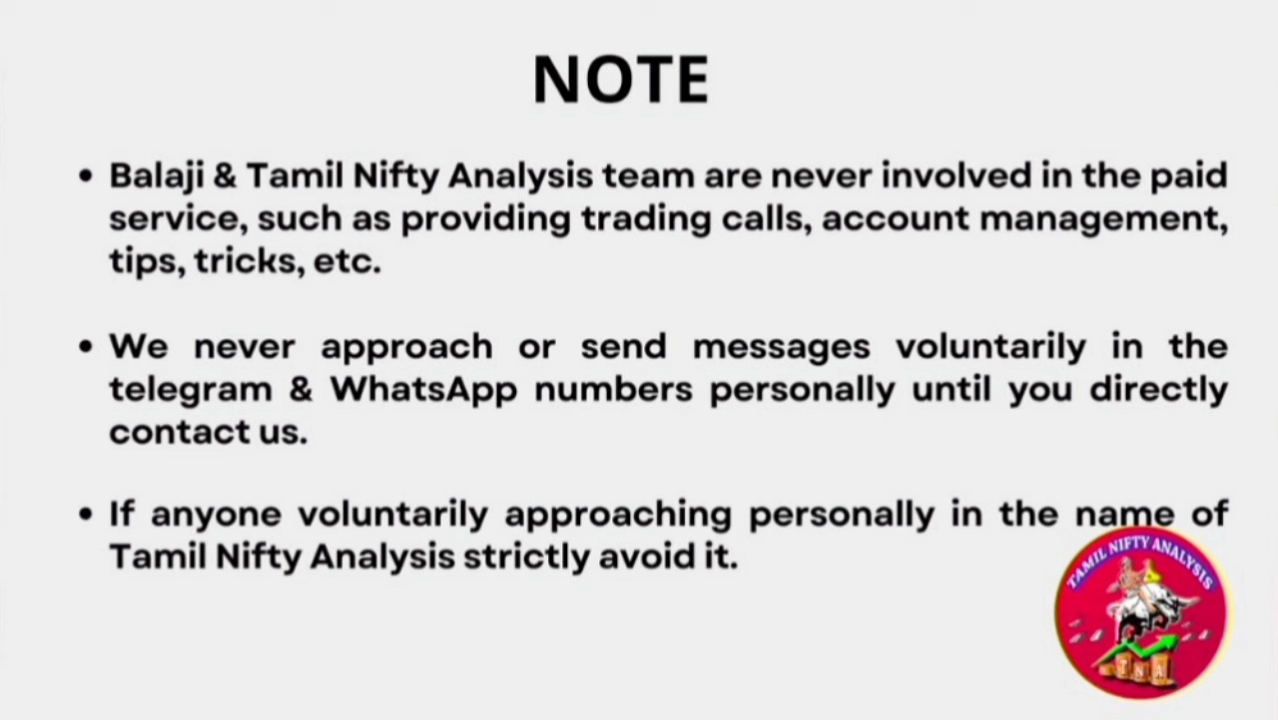 NOTE
• Balaji & Tamil Nifty Analysis team are never involved in the paid
service, such as providing trading calls, account management,
tips, tricks, etc.
• We never approach or send messages voluntarily in the
telegram & WhatsApp numbers personally until you directly
contact us.
• If anyone voluntarily approaching personally in the name of
Tamil Nifty Analysis strictly avoid it.
TAMIL NIFTY ANALYSIS
TNA